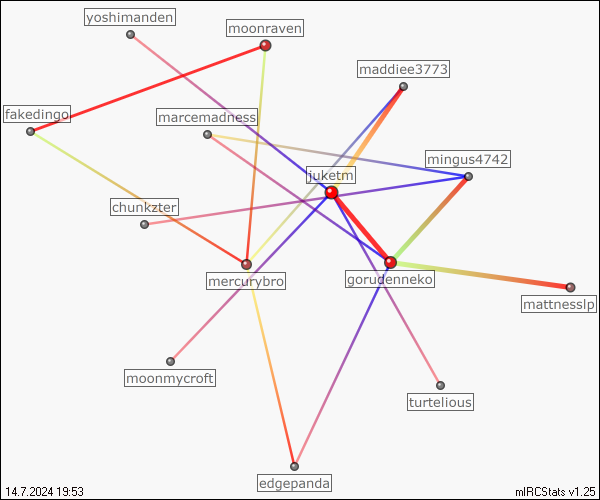 yoshimanden
moonraven
maddiee3773
fakedingo
marcemadness
mingus4742
juketm
chunkzter
mercurybro
gorudenneko
mattnesslp
moonmycroft
turtelious
edgepanda
14.7.2024 19:53
mIRCStats v1.25